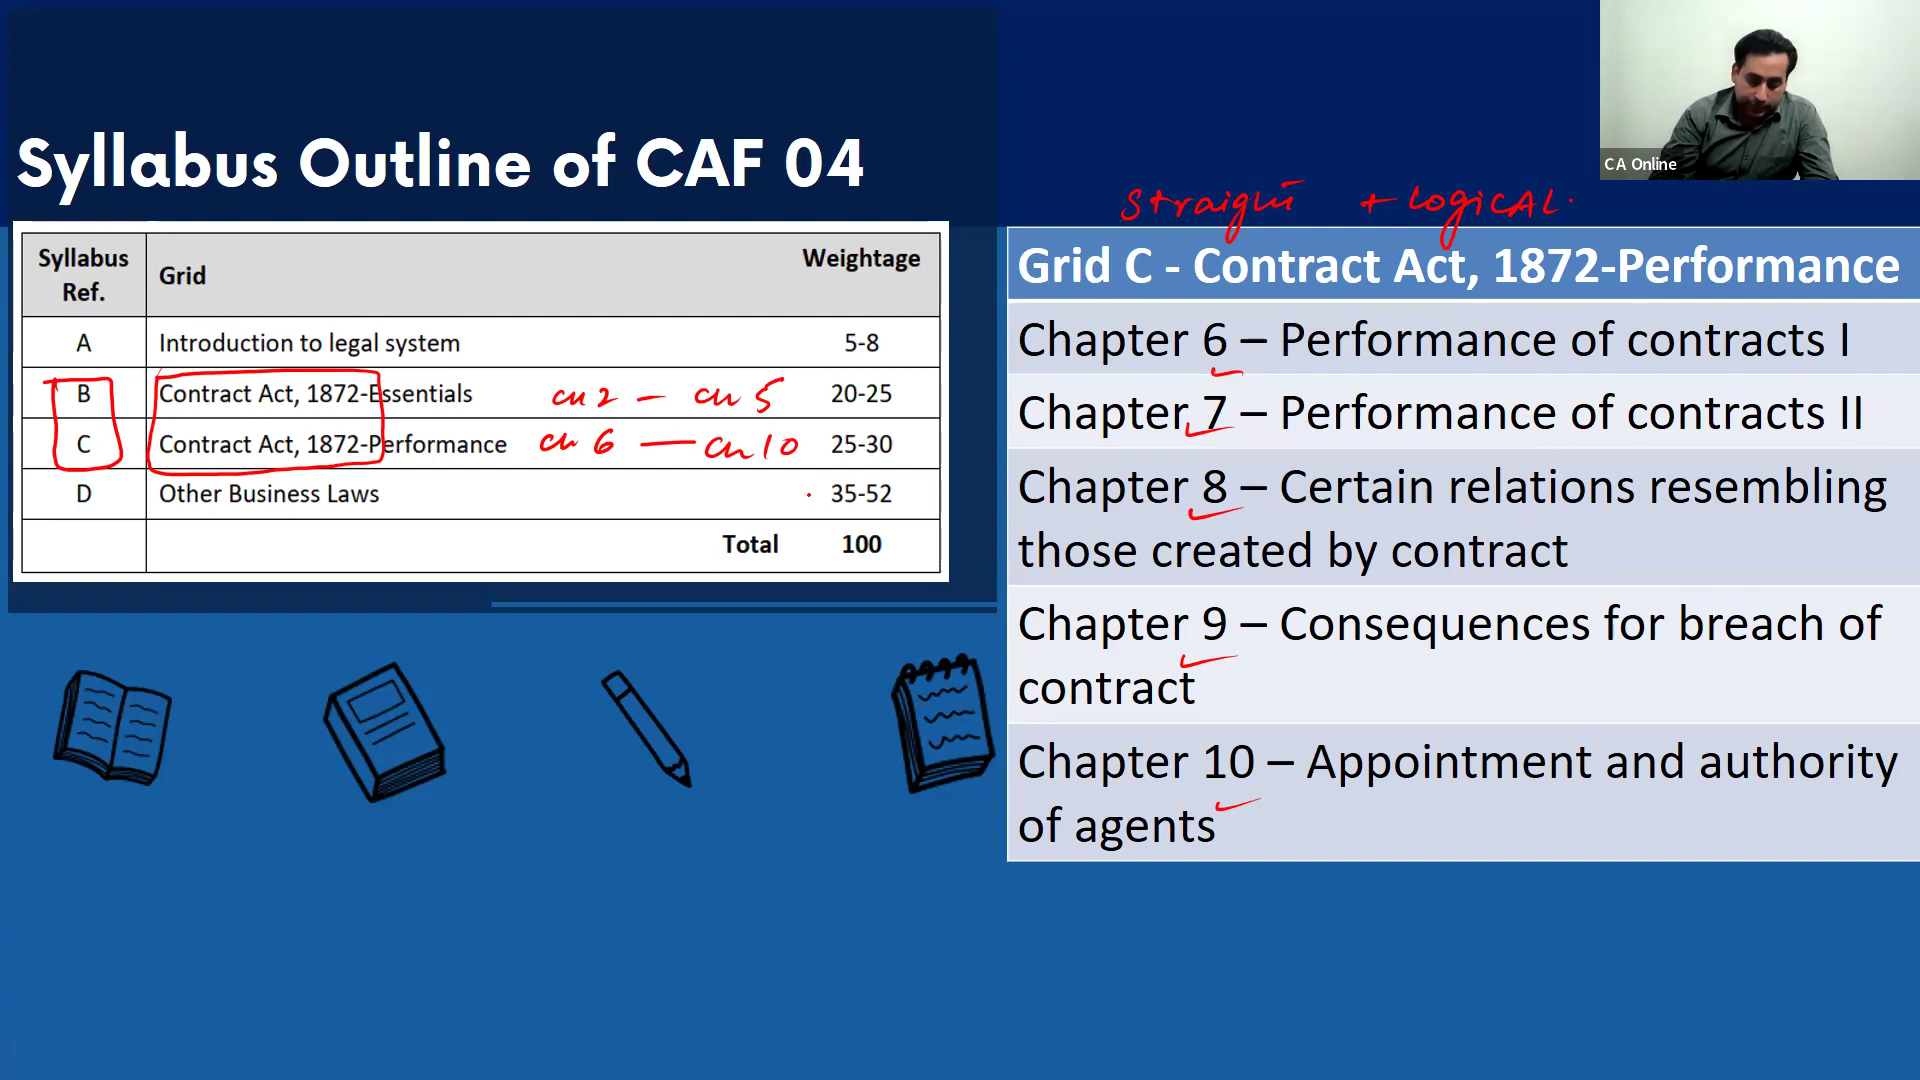 C A Online
Syllabus Outline of CAF 04
Syllabus Ref. Grid Weightage
A Introduction to legal system 5-8
B Contract Act, 1872-Essentials ch 2 — ch 5 20-25
C Contract Act, 1872-Performance ch 6 — ch 10 25-30
D Other Business Laws 35-52
Total 100
Straight + Logical.
Grid C - Contract Act, 1872-Performance
Chapter 6 – Performance of contracts I
Chapter 7 – Performance of contracts II
Chapter 8 – Certain relations resembling
those created by contract
Chapter 9 – Consequences for breach of
contract
Chapter 10 – Appointment and authority
of agents